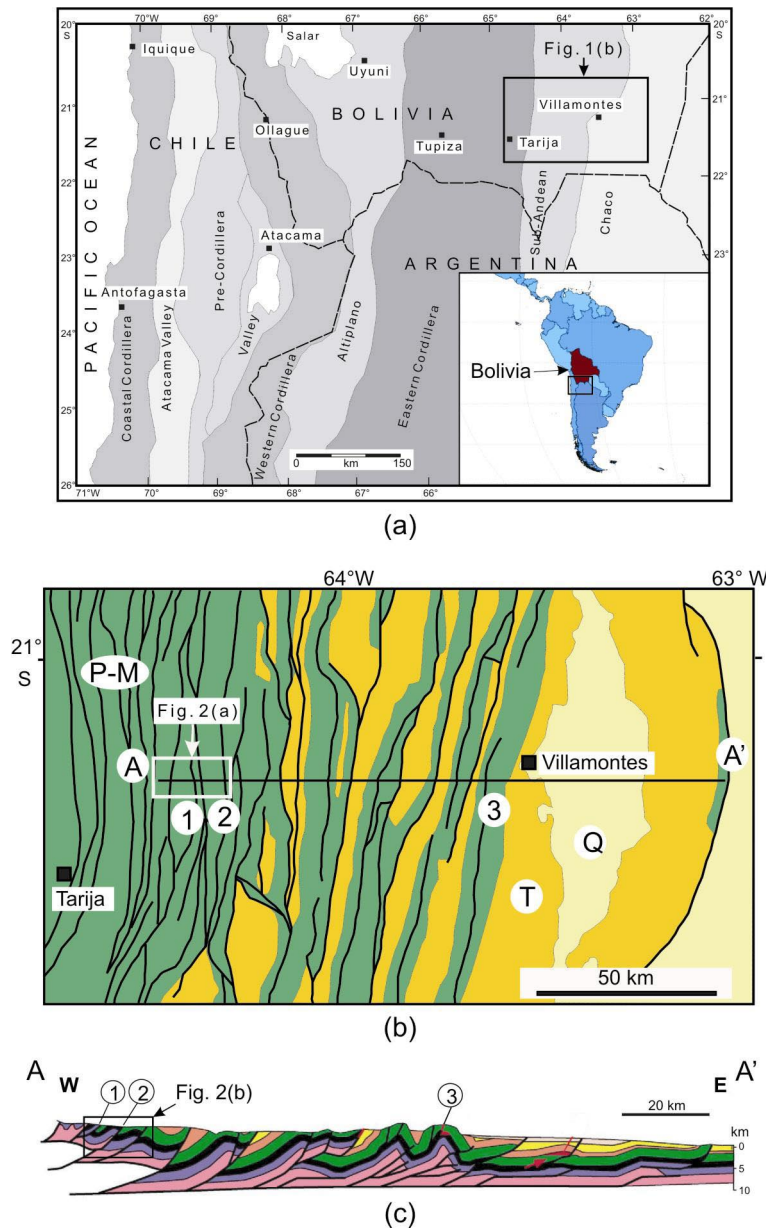 70°W 69° 68° 67° 66° 65° 64° 63° 62°
20°
S
20°
S
Salar
Fig. 1(b)
Iquique
Uyuni
21°
21°
BOLIVIA
Villamontes
Ollague
Tupiza
Tarija
CHILE
22°
22°
PACIFIC OCEAN
Pre-Cordillera
Sub-Andean
Chaco
Atacama
23°
23°
ARGENTINA
Antofagasta
24°
Coastal Cordillera
Atacama Valley
Valley
Western Cordillera
Altiplano
Eastern Cordillera
Bolivia
25°
0 km 150
26°
71°W 70° 69° 68° 67° 66°
(a)
64°W 63° W
21°
S
P-M
Fig. 2(a)
A
A'
Villamontes
1 2 3
Q
Tarija
T
50 km
(b)
A
W
1 2
Fig. 2(b)
3
E
A'
20 km
km
0
5
10
(c)